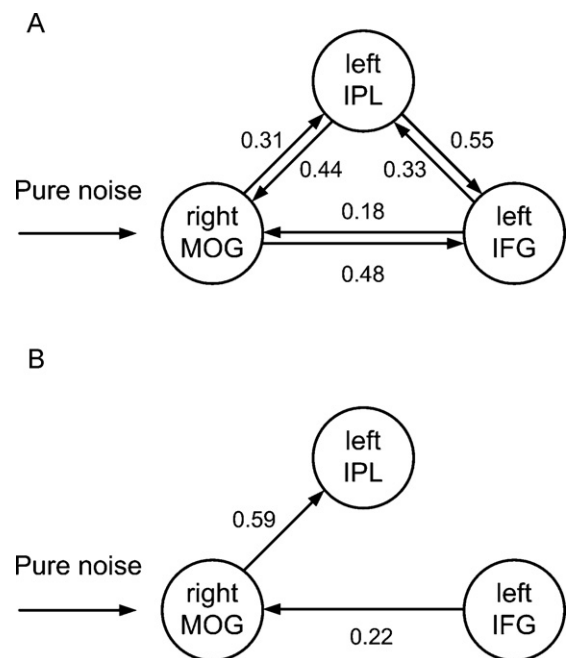 A
left
IPL
0.31
0.55
0.44
0.33
Pure noise
right
MOG
0.18
left
IFG
0.48
B
left
IPL
0.59
Pure noise
right
MOG
left
IFG
0.22